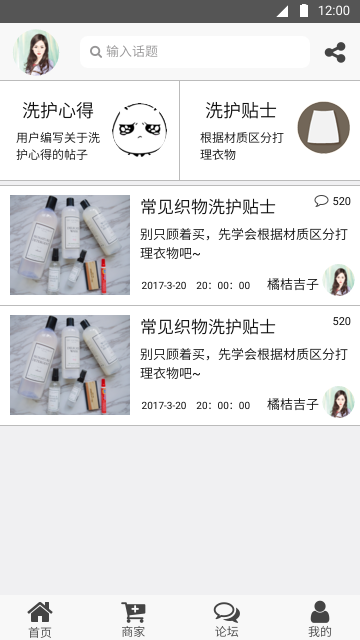 12:00
输入话题
洗护心得
用户编写关于洗
护心得的帖子
洗护贴士
根据材质区分打
理衣物
常见织物洗护贴士
520
别只顾着买，先学会根据材质区分打
理衣物吧~
2017-3-20 20：00：00 橘桔吉子
常见织物洗护贴士
520
别只顾着买，先学会根据材质区分打
理衣物吧~
2017-3-20 20：00：00 橘桔吉子
首页 商家 论坛 我的